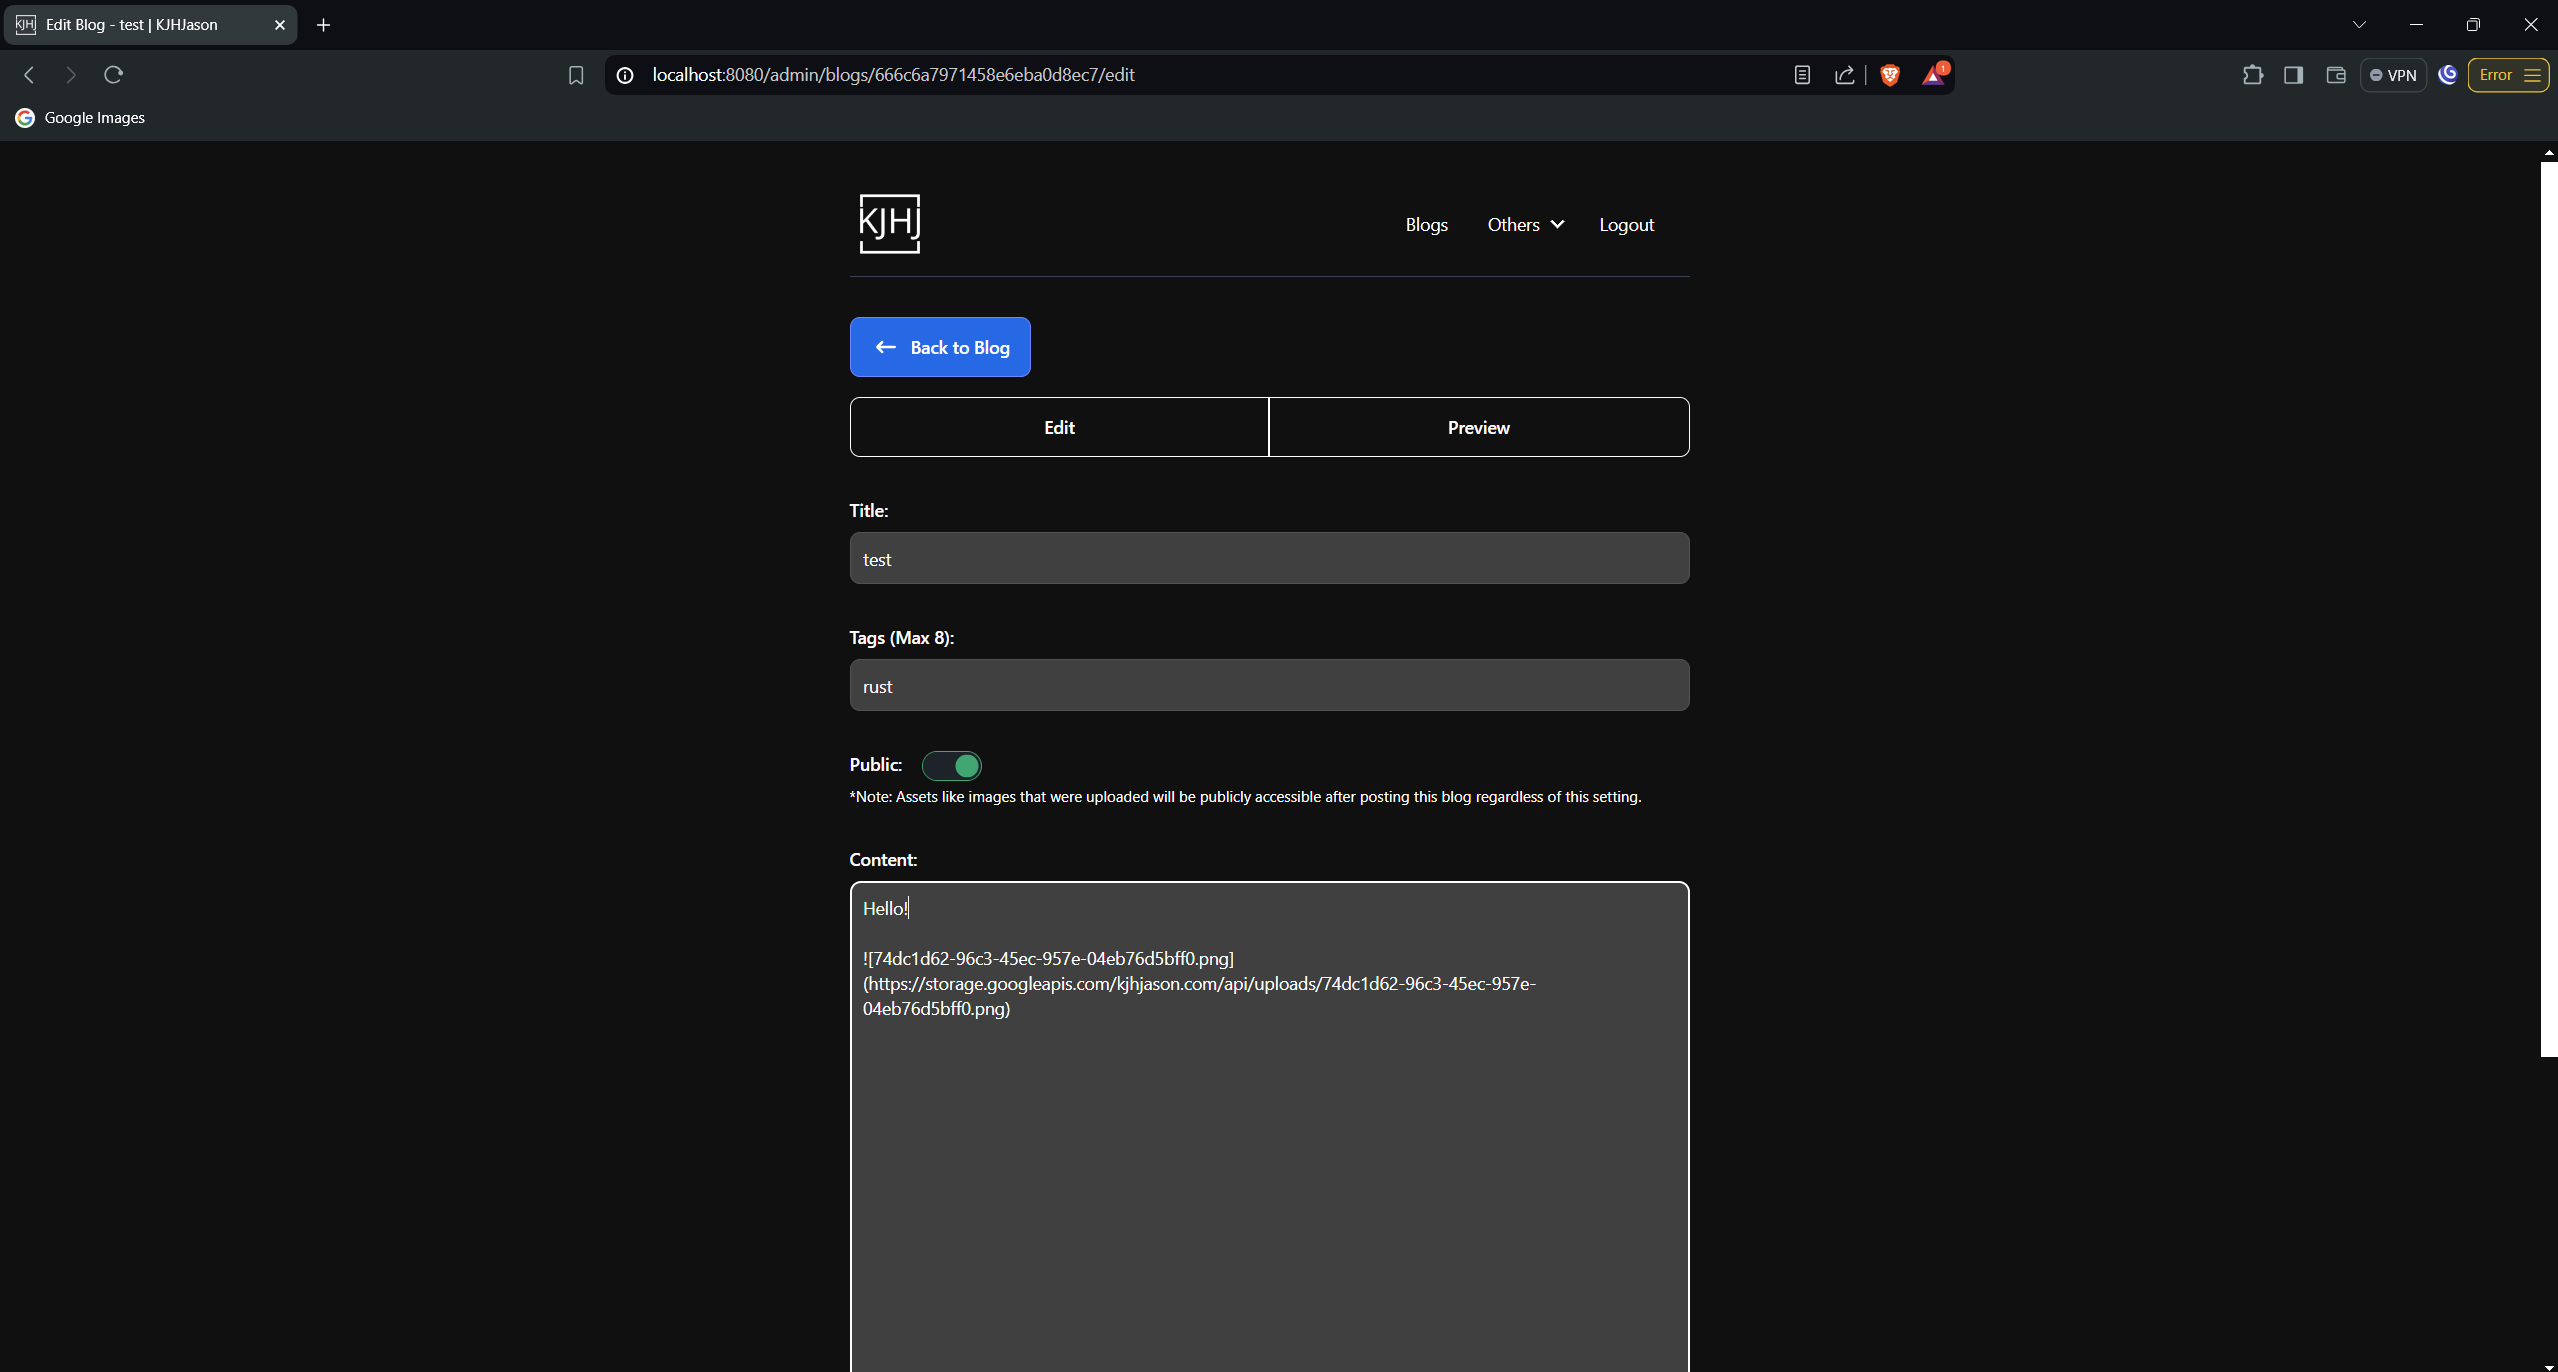 KJHJ Edit Blog - test | KJHJason
localhost:8080/admin/blogs/666c6a7971458e6eba0d8ec7/edit
1
VPN
Error
Google Images
KJHJ
Blogs Others Logout
Back to Blog
Edit Preview
Title:
test
Tags (Max 8):
rust
Public:
*Note: Assets like images that were uploaded will be publicly accessible after posting this blog regardless of this setting.
Content:
Hello!
![74dc1d62-96c3-45ec-957e-04eb76d5bff0.png]
(https://storage.googleapis.com/kjhjason.com/api/uploads/74dc1d62-96c3-45ec-957e-
04eb76d5bff0.png)